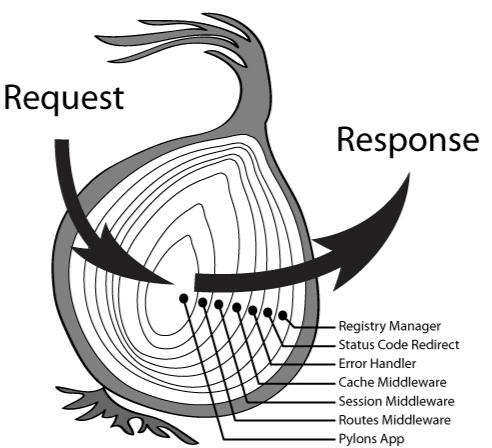 Request
Response
Registry Manager
Status Code Redirect
Error Handler
Cache Middleware
Session Middleware
Routes Middleware
Pylons App